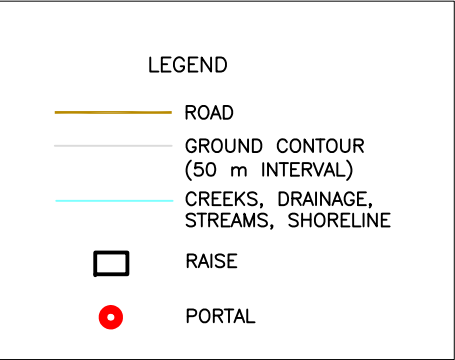 LEGEND
ROAD
GROUND CONTOUR
(50 m INTERVAL)
CREEKS, DRAINAGE,
STREAMS, SHORELINE
RAISE
PORTAL